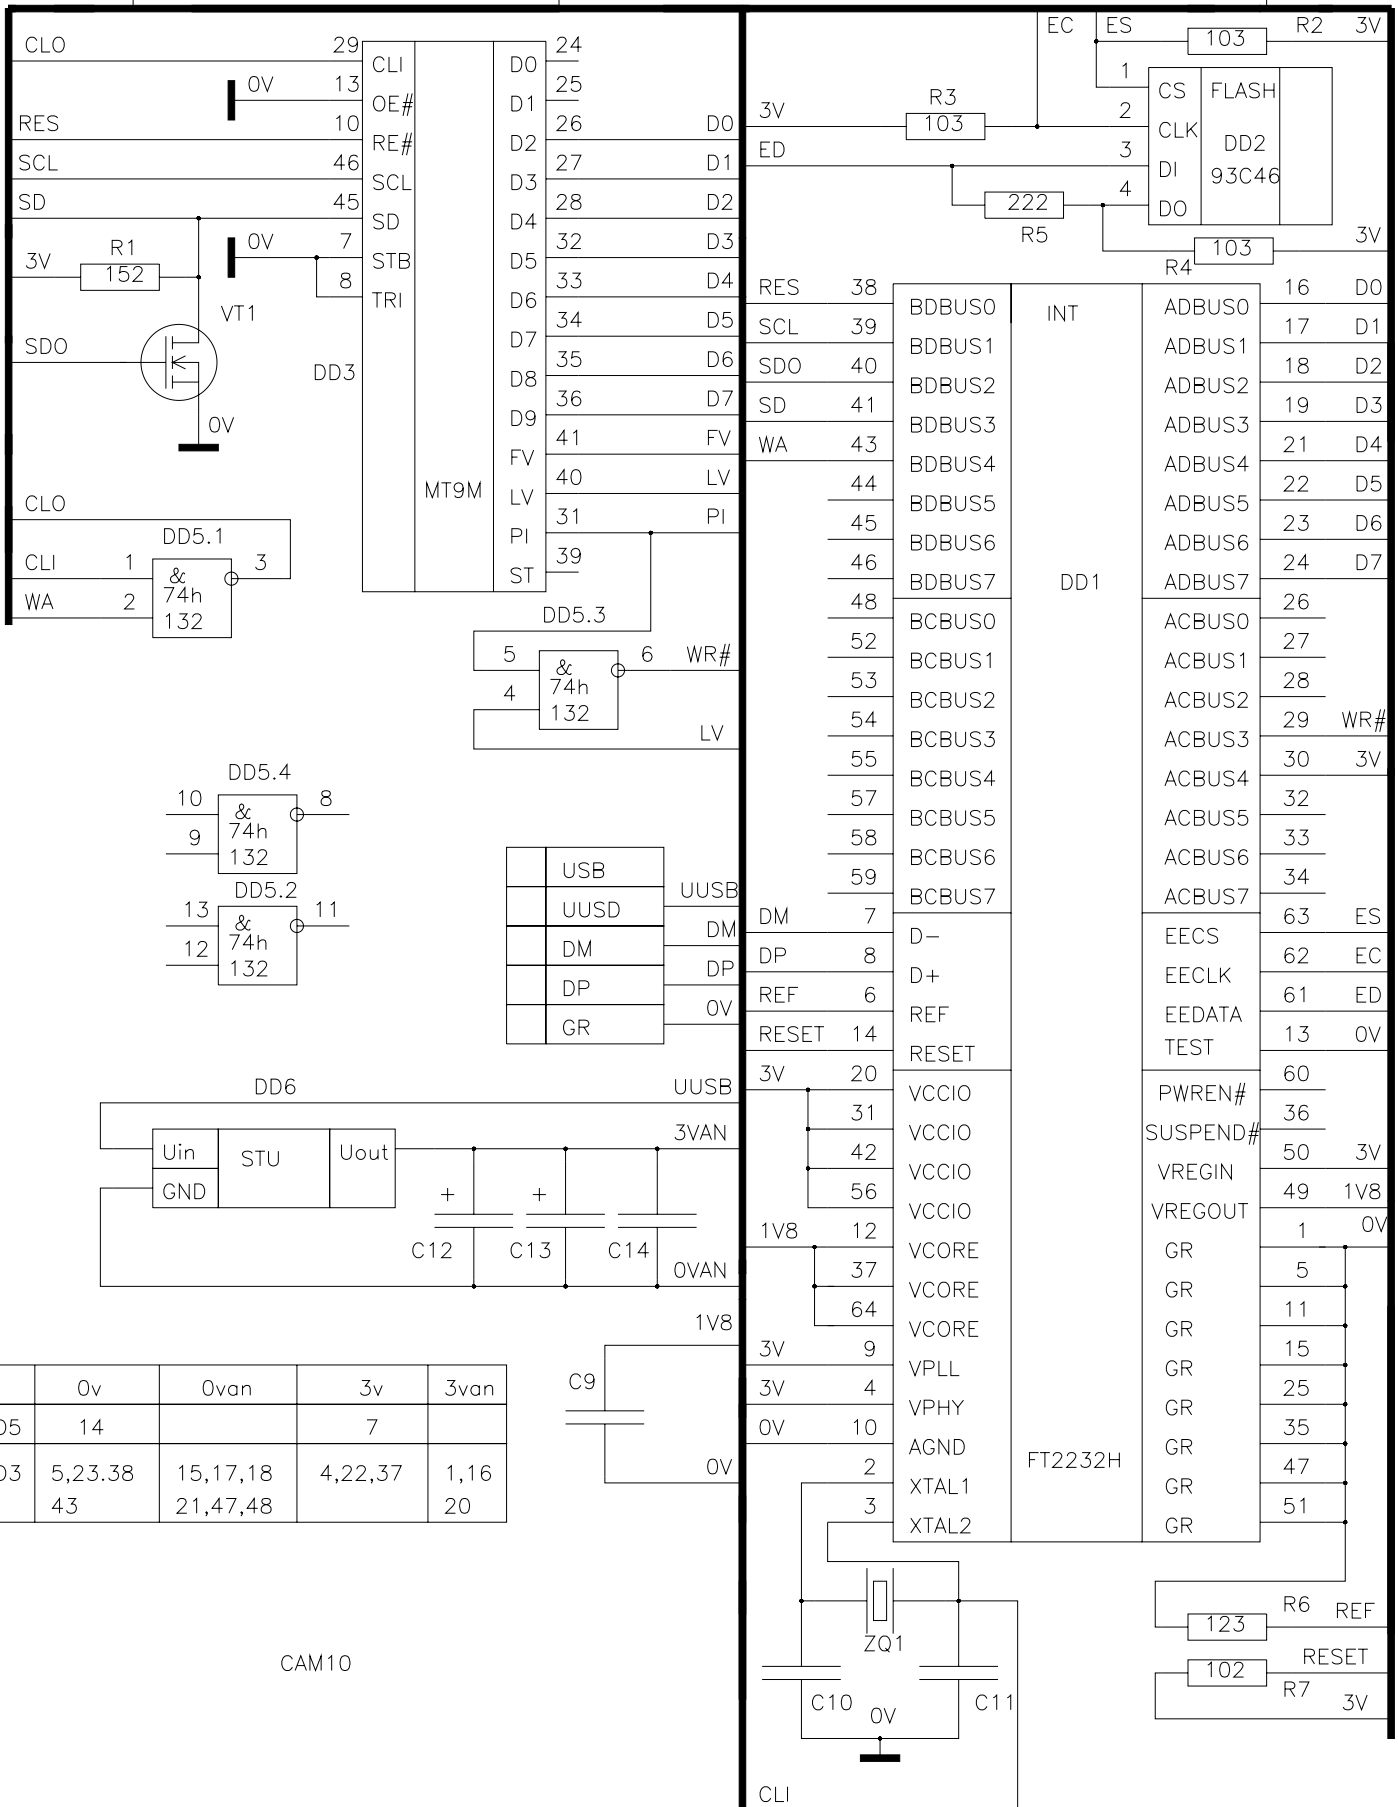 CLO
29
CLI
0V
13
OE#
RES
10
RE#
SCL
46
SCL
SD
45
SD
0V
7
STB
8
TRI
3V
R1
152
VT1
SDO
0V
DD3
MT9M
24
D0
25
D1
26
D2
D0
27
D3
D1
28
D4
D2
32
D5
D3
33
D6
D4
34
D7
D5
35
D8
D6
36
D9
D7
41
FV
FV
40
LV
LV
31
PI
PI
39
ST
CLO
DD5.1
CLI
1
&
3
74h
WA
2
132
DD5.3
5
&
6
WR#
74h
4
132
LV
DD5.4
10
&
8
74h
9
132
DD5.2
13
&
11
74h
12
132
USB
UUSD
UUSB
DM
DM
DP
DP
GR
0V
DD6
UUSB
Uin
STU
Uout
3VAN
GND
+
+
C12
C13
C14
0VAN
1V8
C9
0V
0v
0van
3v
3van
D5
14
7
D3
5,23.38
15,17,18
4,22,37
1,16
43
21,47,48
20
CAM10
EC
ES
R2
3V
103
1
CS
FLASH
3V
R3
103
2
CLK
DD2
ED
3
DI
93C46
4
DO
222
R5
103
3V
R4
RES
38
BDBUS0
INT
ADBUS0
16
D0
SCL
39
BDBUS1
ADBUS1
17
D1
SDO
40
BDBUS2
ADBUS2
18
D2
SD
41
BDBUS3
ADBUS3
19
D3
WA
43
BDBUS4
ADBUS4
21
D4
44
BDBUS5
ADBUS5
22
D5
45
BDBUS6
ADBUS6
23
D6
46
BDBUS7
DD1
ADBUS7
24
D7
48
BCBUS0
ACBUS0
26
52
BCBUS1
ACBUS1
27
53
BCBUS2
ACBUS2
28
54
BCBUS3
ACBUS3
29
WR#
55
BCBUS4
ACBUS4
30
3V
57
BCBUS5
ACBUS5
32
58
BCBUS6
ACBUS6
33
59
BCBUS7
ACBUS7
34
DM
7
D-
EECS
63
ES
DP
8
D+
EECLK
62
EC
REF
6
REF
EEDATA
61
ED
RESET
14
RESET
TEST
13
0V
3V
20
VCCIO
PWREN#
60
31
VCCIO
SUSPEND#
36
42
VCCIO
VREGIN
50
3V
56
VCCIO
VREGOUT
49
1V8
1V8
12
VCORE
GR
1
0V
37
VCORE
GR
5
64
VCORE
GR
11
3V
9
VPLL
GR
15
3V
4
VPHY
GR
25
0V
10
AGND
FT2232H
GR
35
2
XTAL1
GR
47
3
XTAL2
GR
51
ZQ1
C10
C11
0V
CLI
R6
REF
123
RESET
102
R7
3V